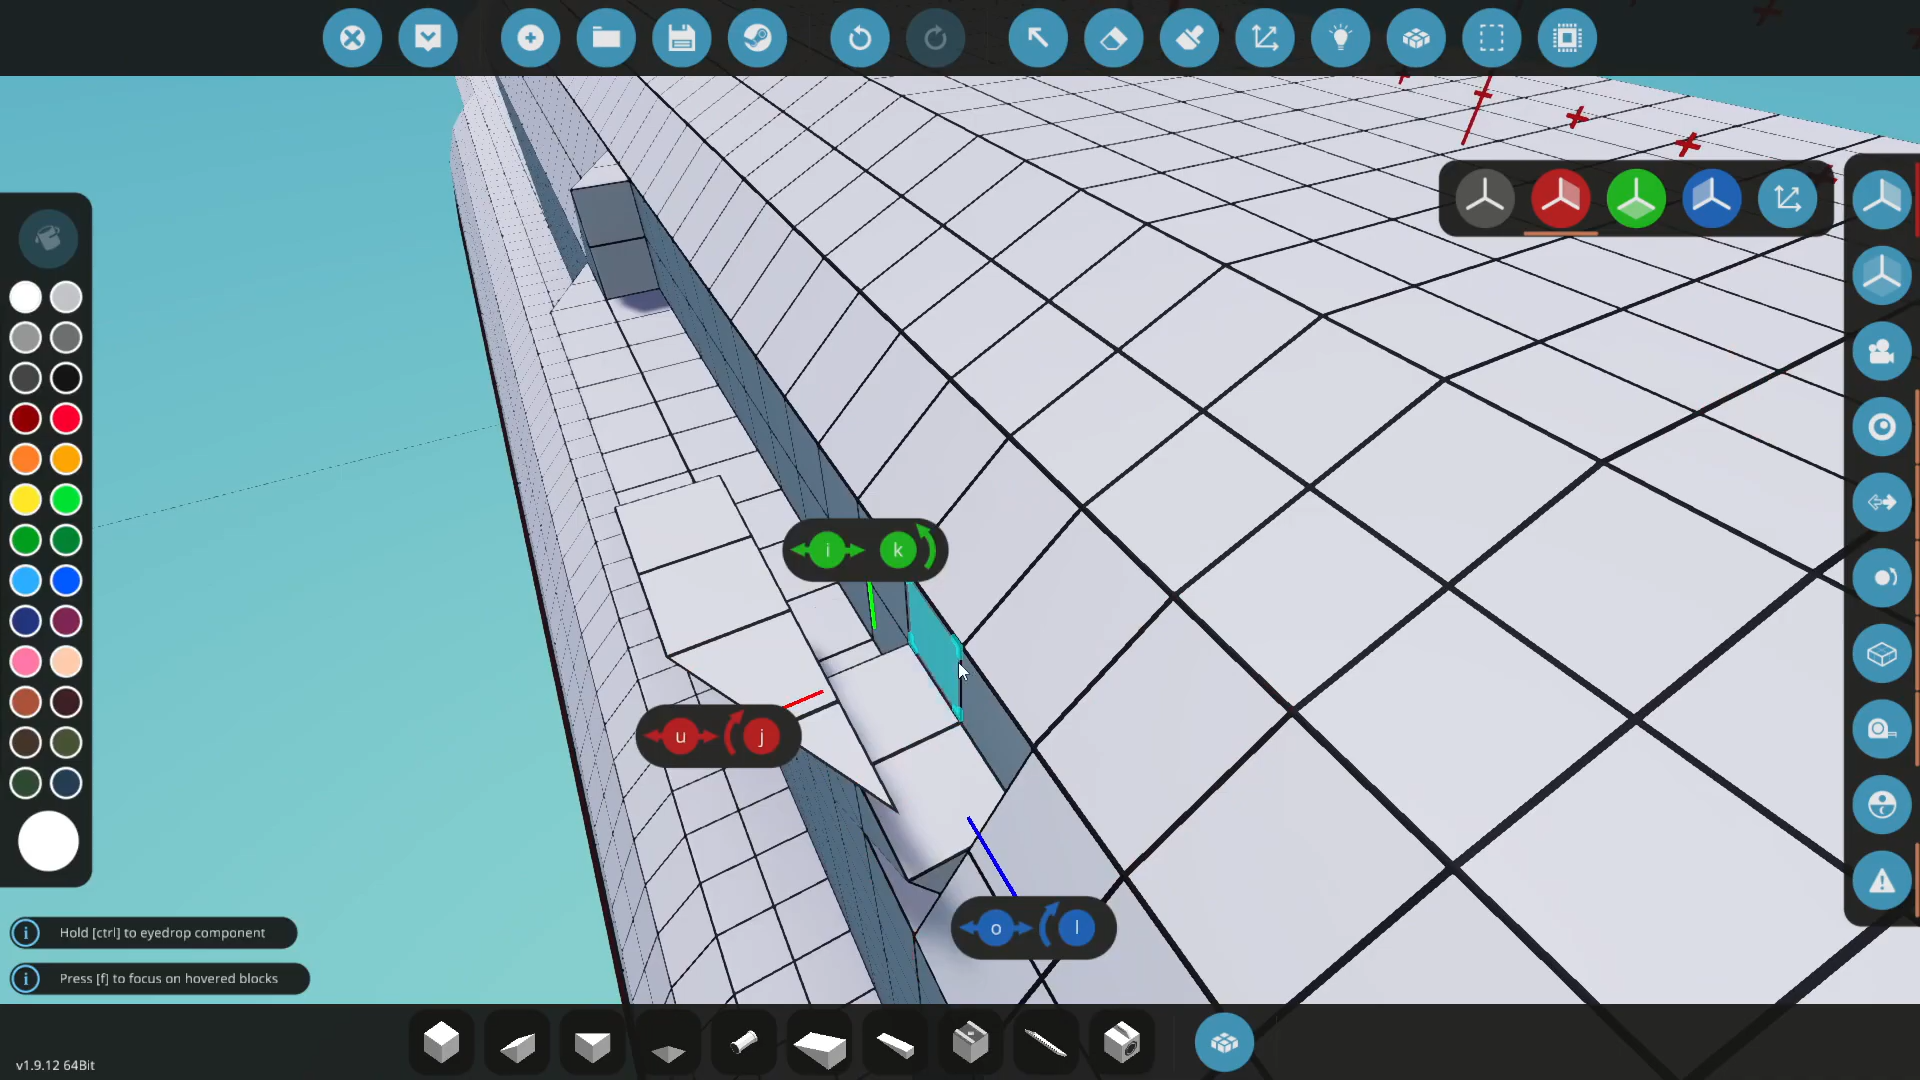 i k
u j
o l
Hold [ctrl] to eyedrop component
Press [f] to focus on hovered blocks
v1.9.12 64Bit